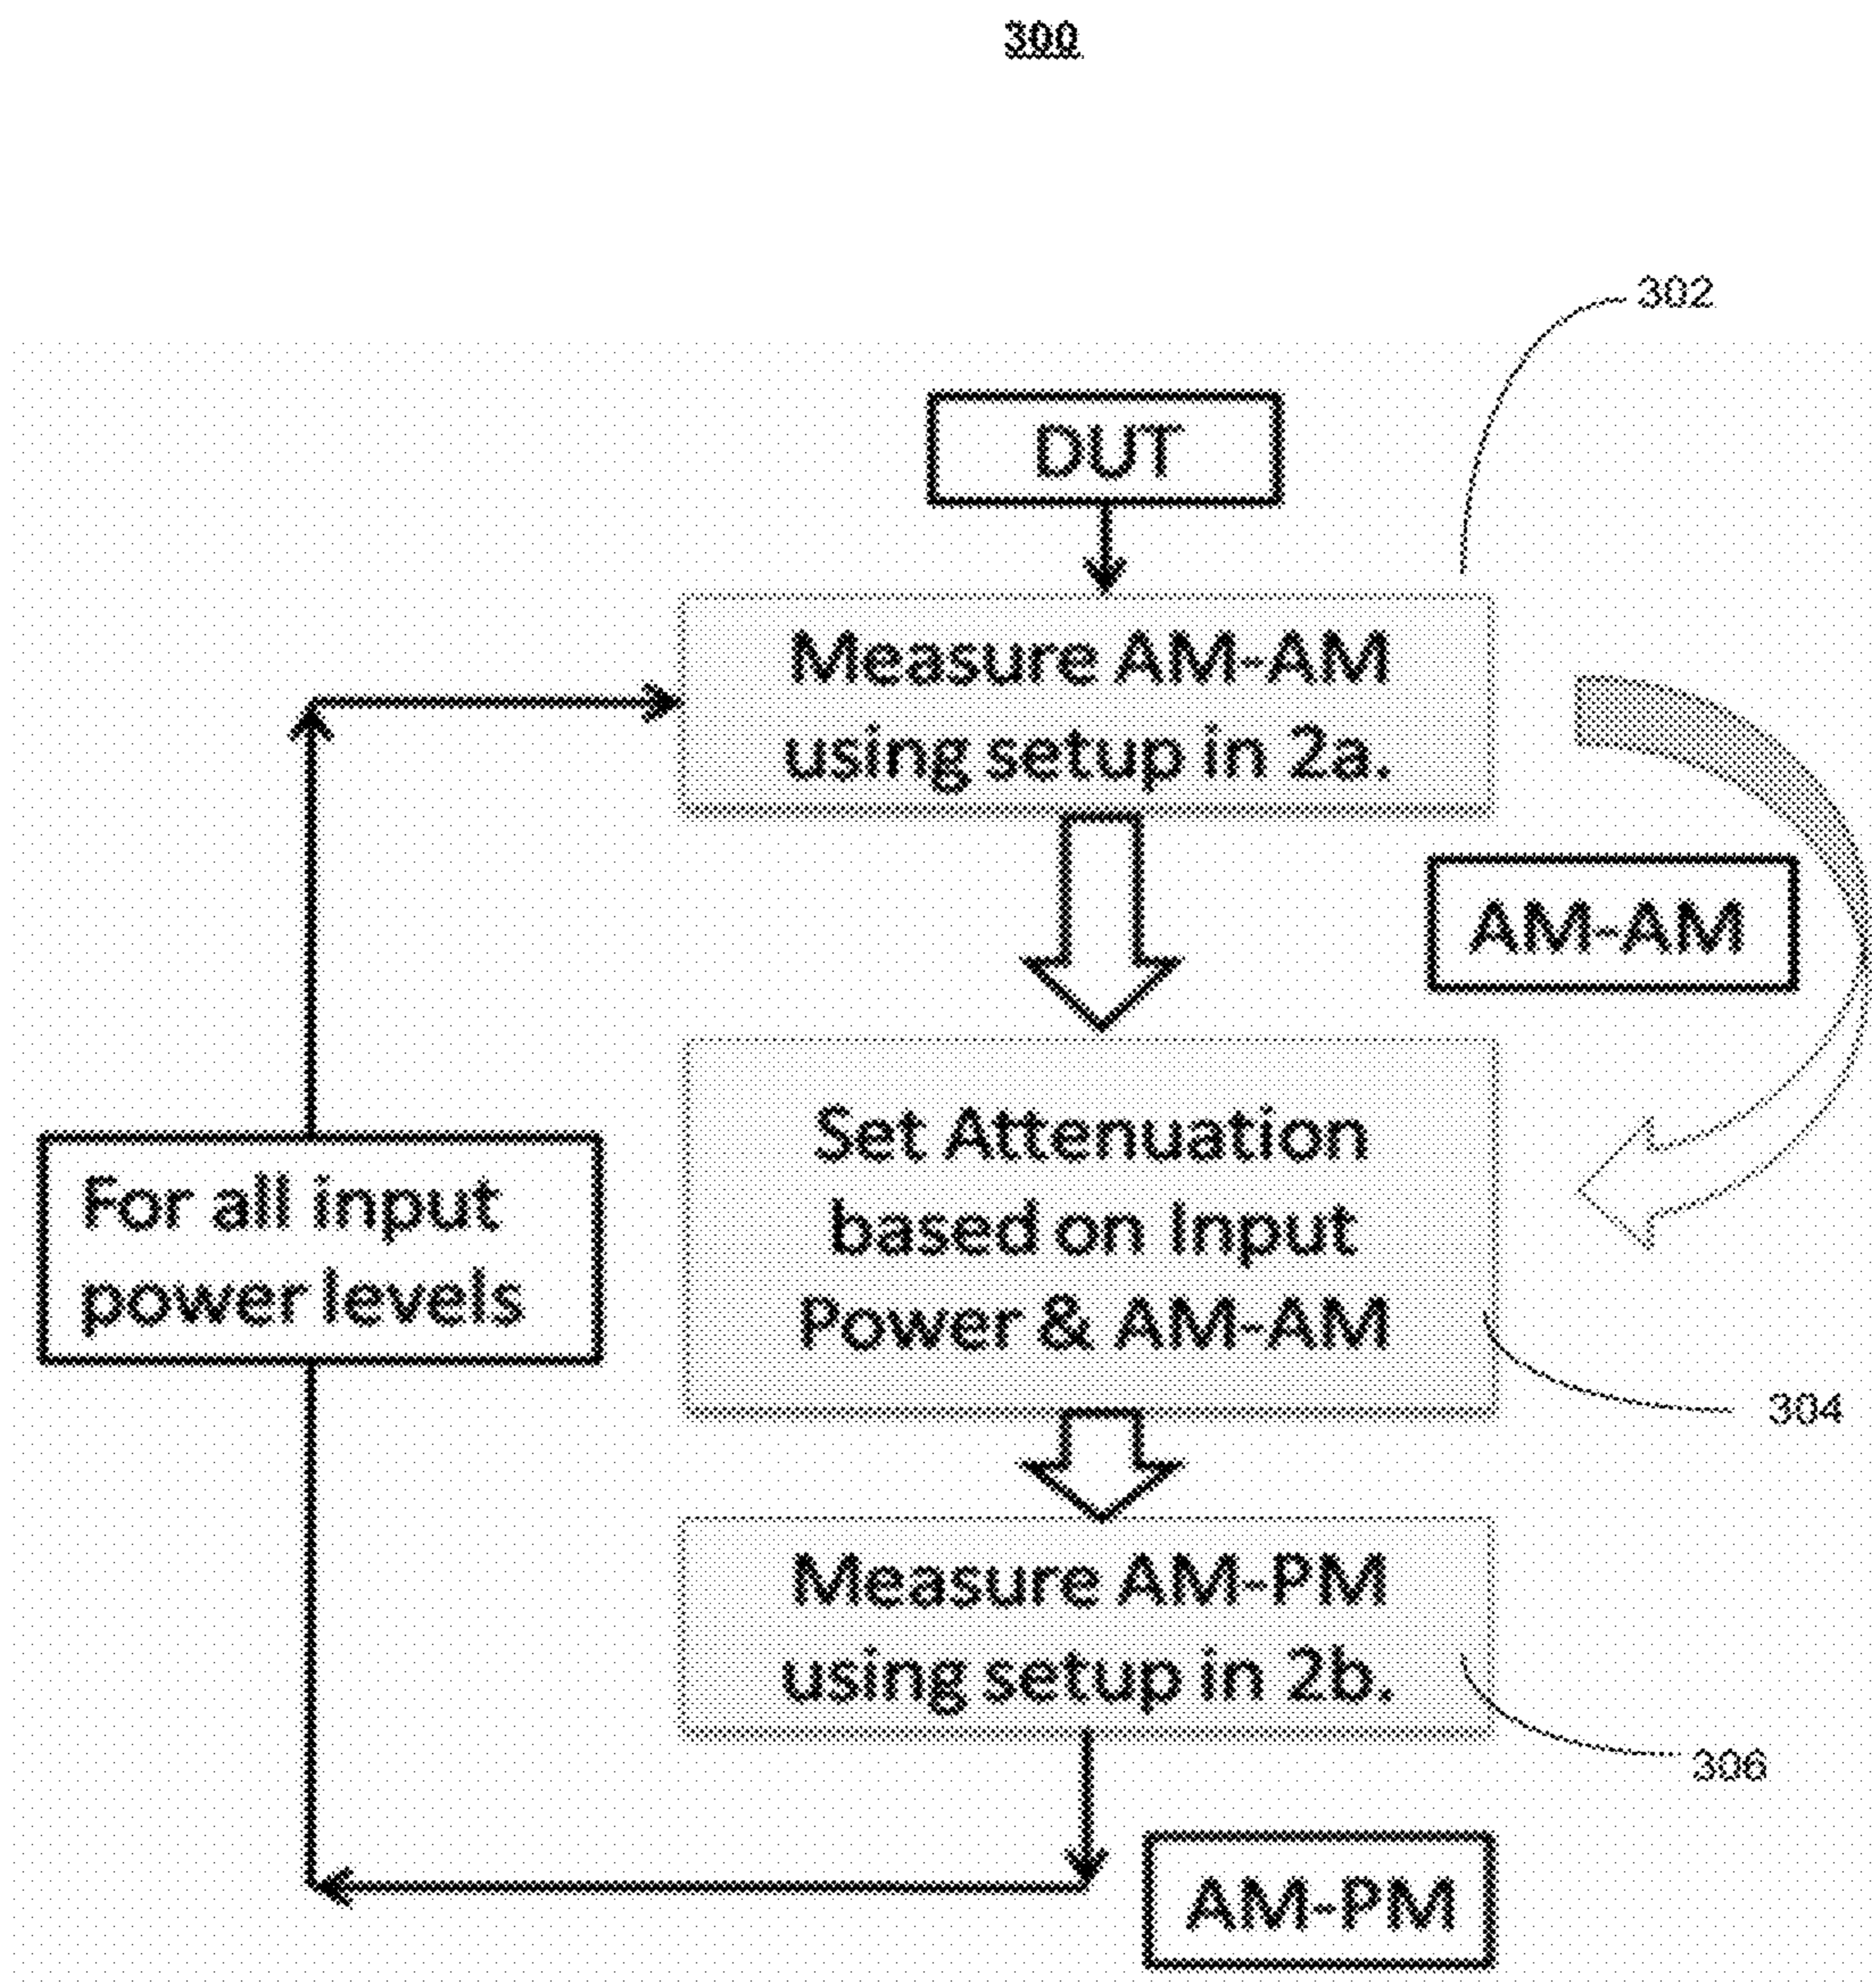 300
302
DUT
Measure AM-AM
using setup in 2a.
AM-AM
Set Attenuation
based on Input
Power & AM-AM
For all input
power levels
304
Measure AM-PM
using setup in 2b.
306
AM-PM